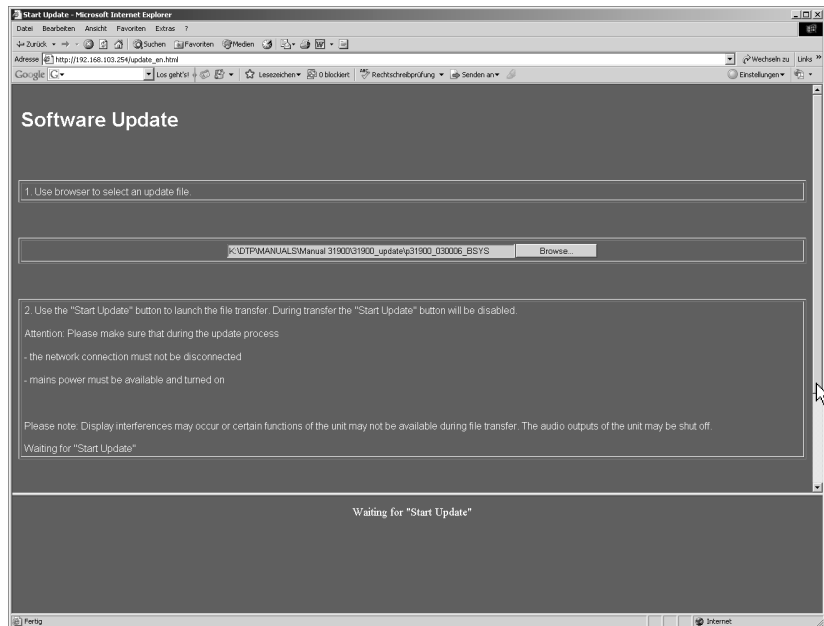 Start Update - Microsoft Internet Explorer
Datei Bearbeiten Ansicht Favoriten Extras ?
Zurück Suchen Favoriten Medien
Adresse http://192.168.103.254/update_en.html Wechseln zu Links »
Google G Los geht's! Lesezeichen 0 blockiert Rechtschreibprüfung Senden an Einstellungen
Software Update
1. Use browser to select an update file.
K:\DTP\MANUALS\Manual 31900\31900_update\p31900_030006_BSYS Browse...
2. Use the "Start Update" button to launch the file transfer. During transfer the "Start Update" button will be disabled.
Attention: Please make sure that during the update process
- the network connection must not be disconnected
- mains power must be available and turned on
Please note: Display interferences may occur or certain functions of the unit may not be available during file transfer. The audio outputs of the unit may be shut off.
Waiting for "Start Update"
Waiting for "Start Update"
Fertig Internet